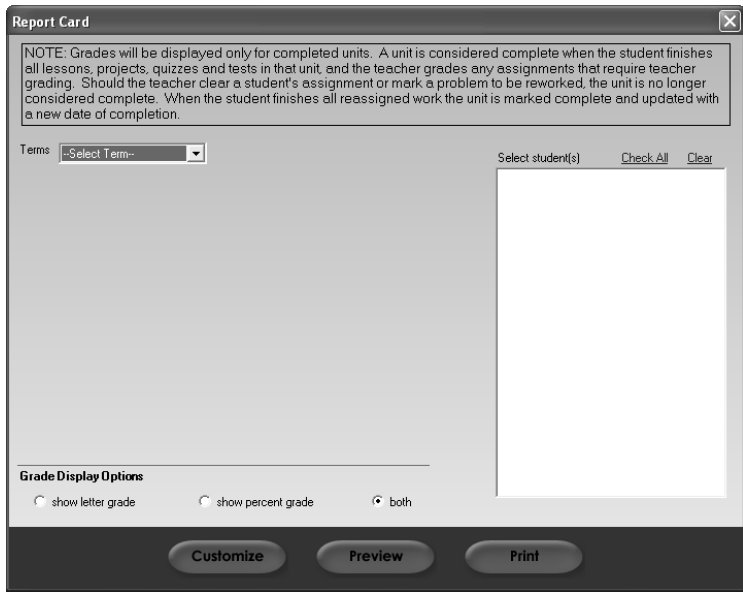 Report Card
NOTE: Grades will be displayed only for completed units.  A unit is considered complete when the student finishes
all lessons, projects, quizzes and tests in that unit, and the teacher grades any assignments that require teacher
grading.  Should the teacher clear a student's assignment or mark a problem to be reworked, the unit is no longer
considered complete.  When the student finishes all reassigned work the unit is marked complete and updated with
a new date of completion.
Terms --Select Term--
Select student(s) Check All Clear
Grade Display Options
show letter grade show percent grade both
Customize Preview Print